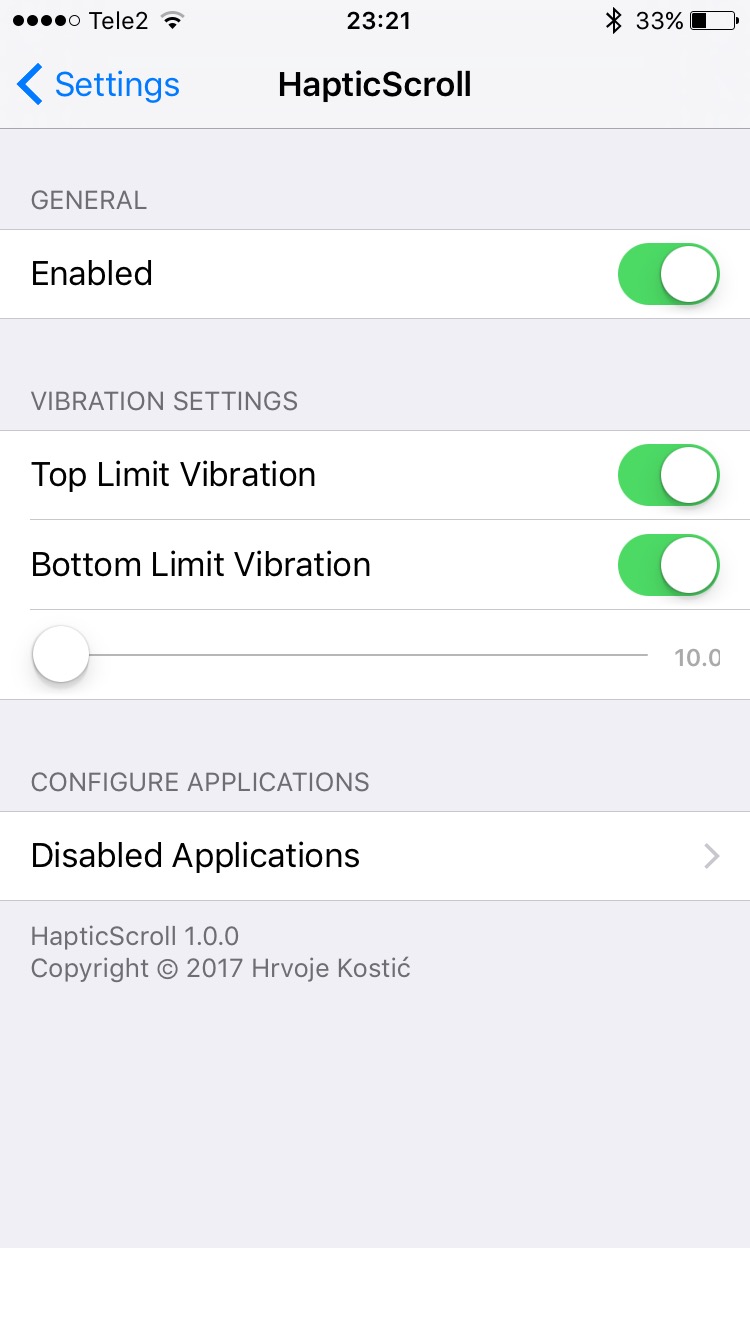 Tele2 23:21 33%
Settings HapticScroll
GENERAL
Enabled
VIBRATION SETTINGS
Top Limit Vibration
Bottom Limit Vibration
10.0
CONFIGURE APPLICATIONS
Disabled Applications
HapticScroll 1.0.0
Copyright © 2017 Hrvoje Kostić